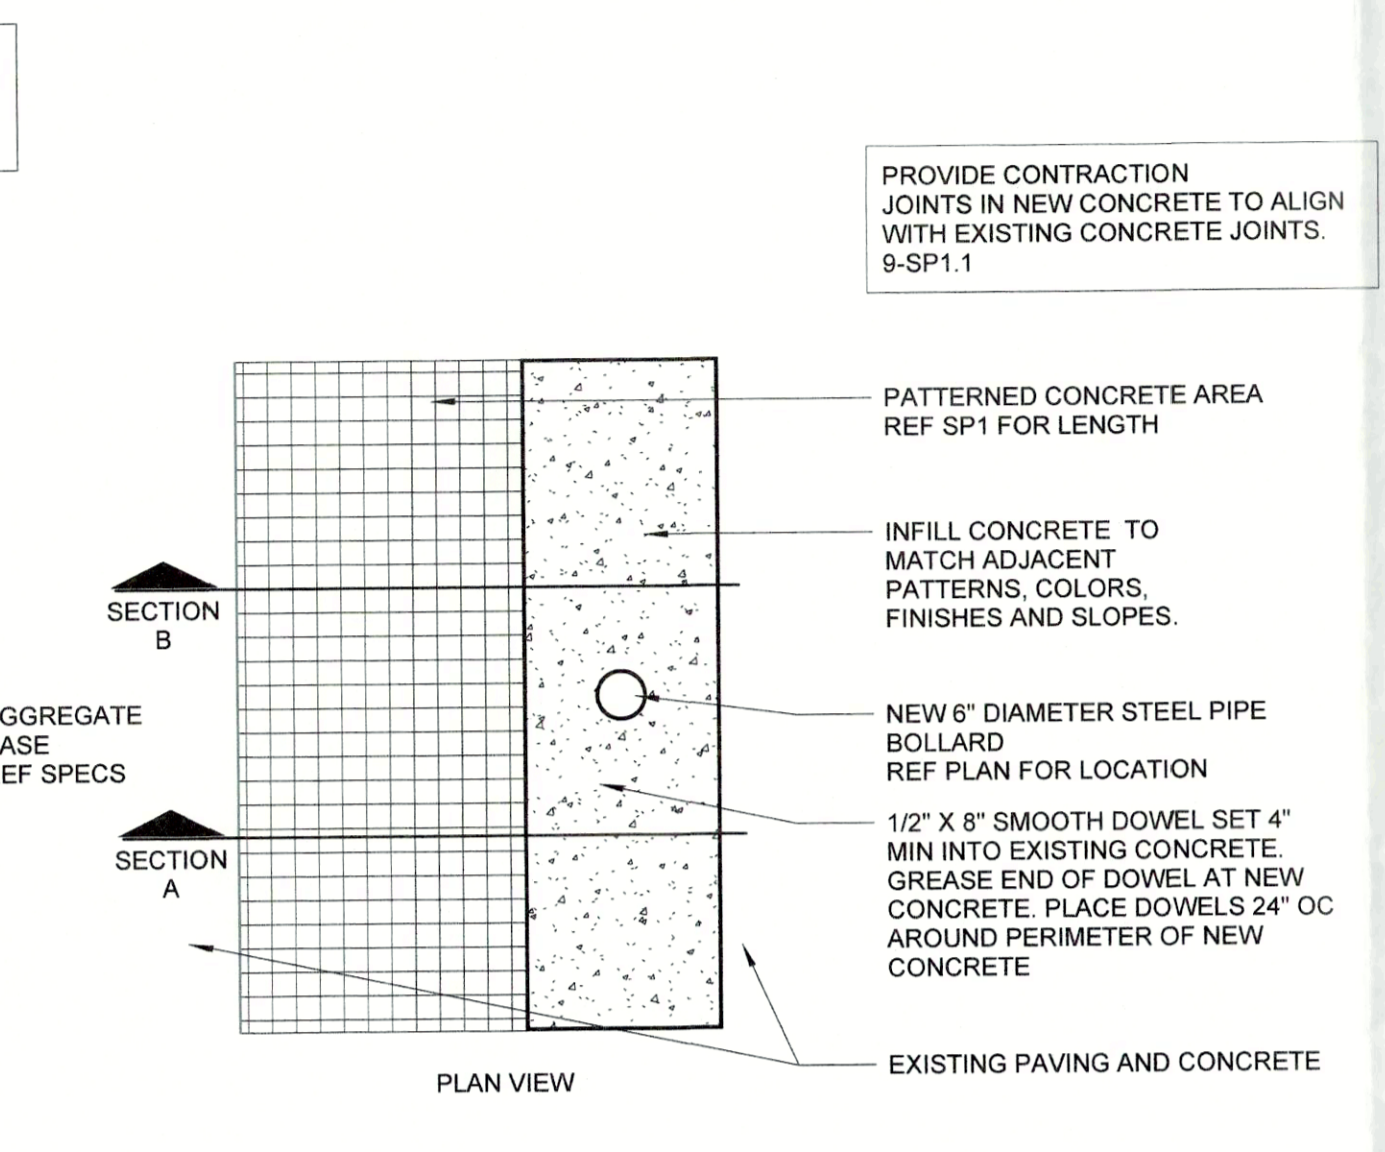 PROVIDE CONTRACTION
JOINTS IN NEW CONCRETE TO ALIGN
WITH EXISTING CONCRETE JOINTS.
9-SP1.1
PATTERNED CONCRETE AREA
REF SP1 FOR LENGTH
INFILL CONCRETE TO
MATCH ADJACENT
PATTERNS, COLORS,
FINISHES AND SLOPES.
SECTION
B
GGREGATE
ASE
EF SPECS
NEW 6" DIAMETER STEEL PIPE
BOLLARD
REF PLAN FOR LOCATION
1/2" X 8" SMOOTH DOWEL SET 4"
MIN INTO EXISTING CONCRETE.
GREASE END OF DOWEL AT NEW
CONCRETE. PLACE DOWELS 24" OC
AROUND PERIMETER OF NEW
CONCRETE
SECTION
A
EXISTING PAVING AND CONCRETE
PLAN VIEW